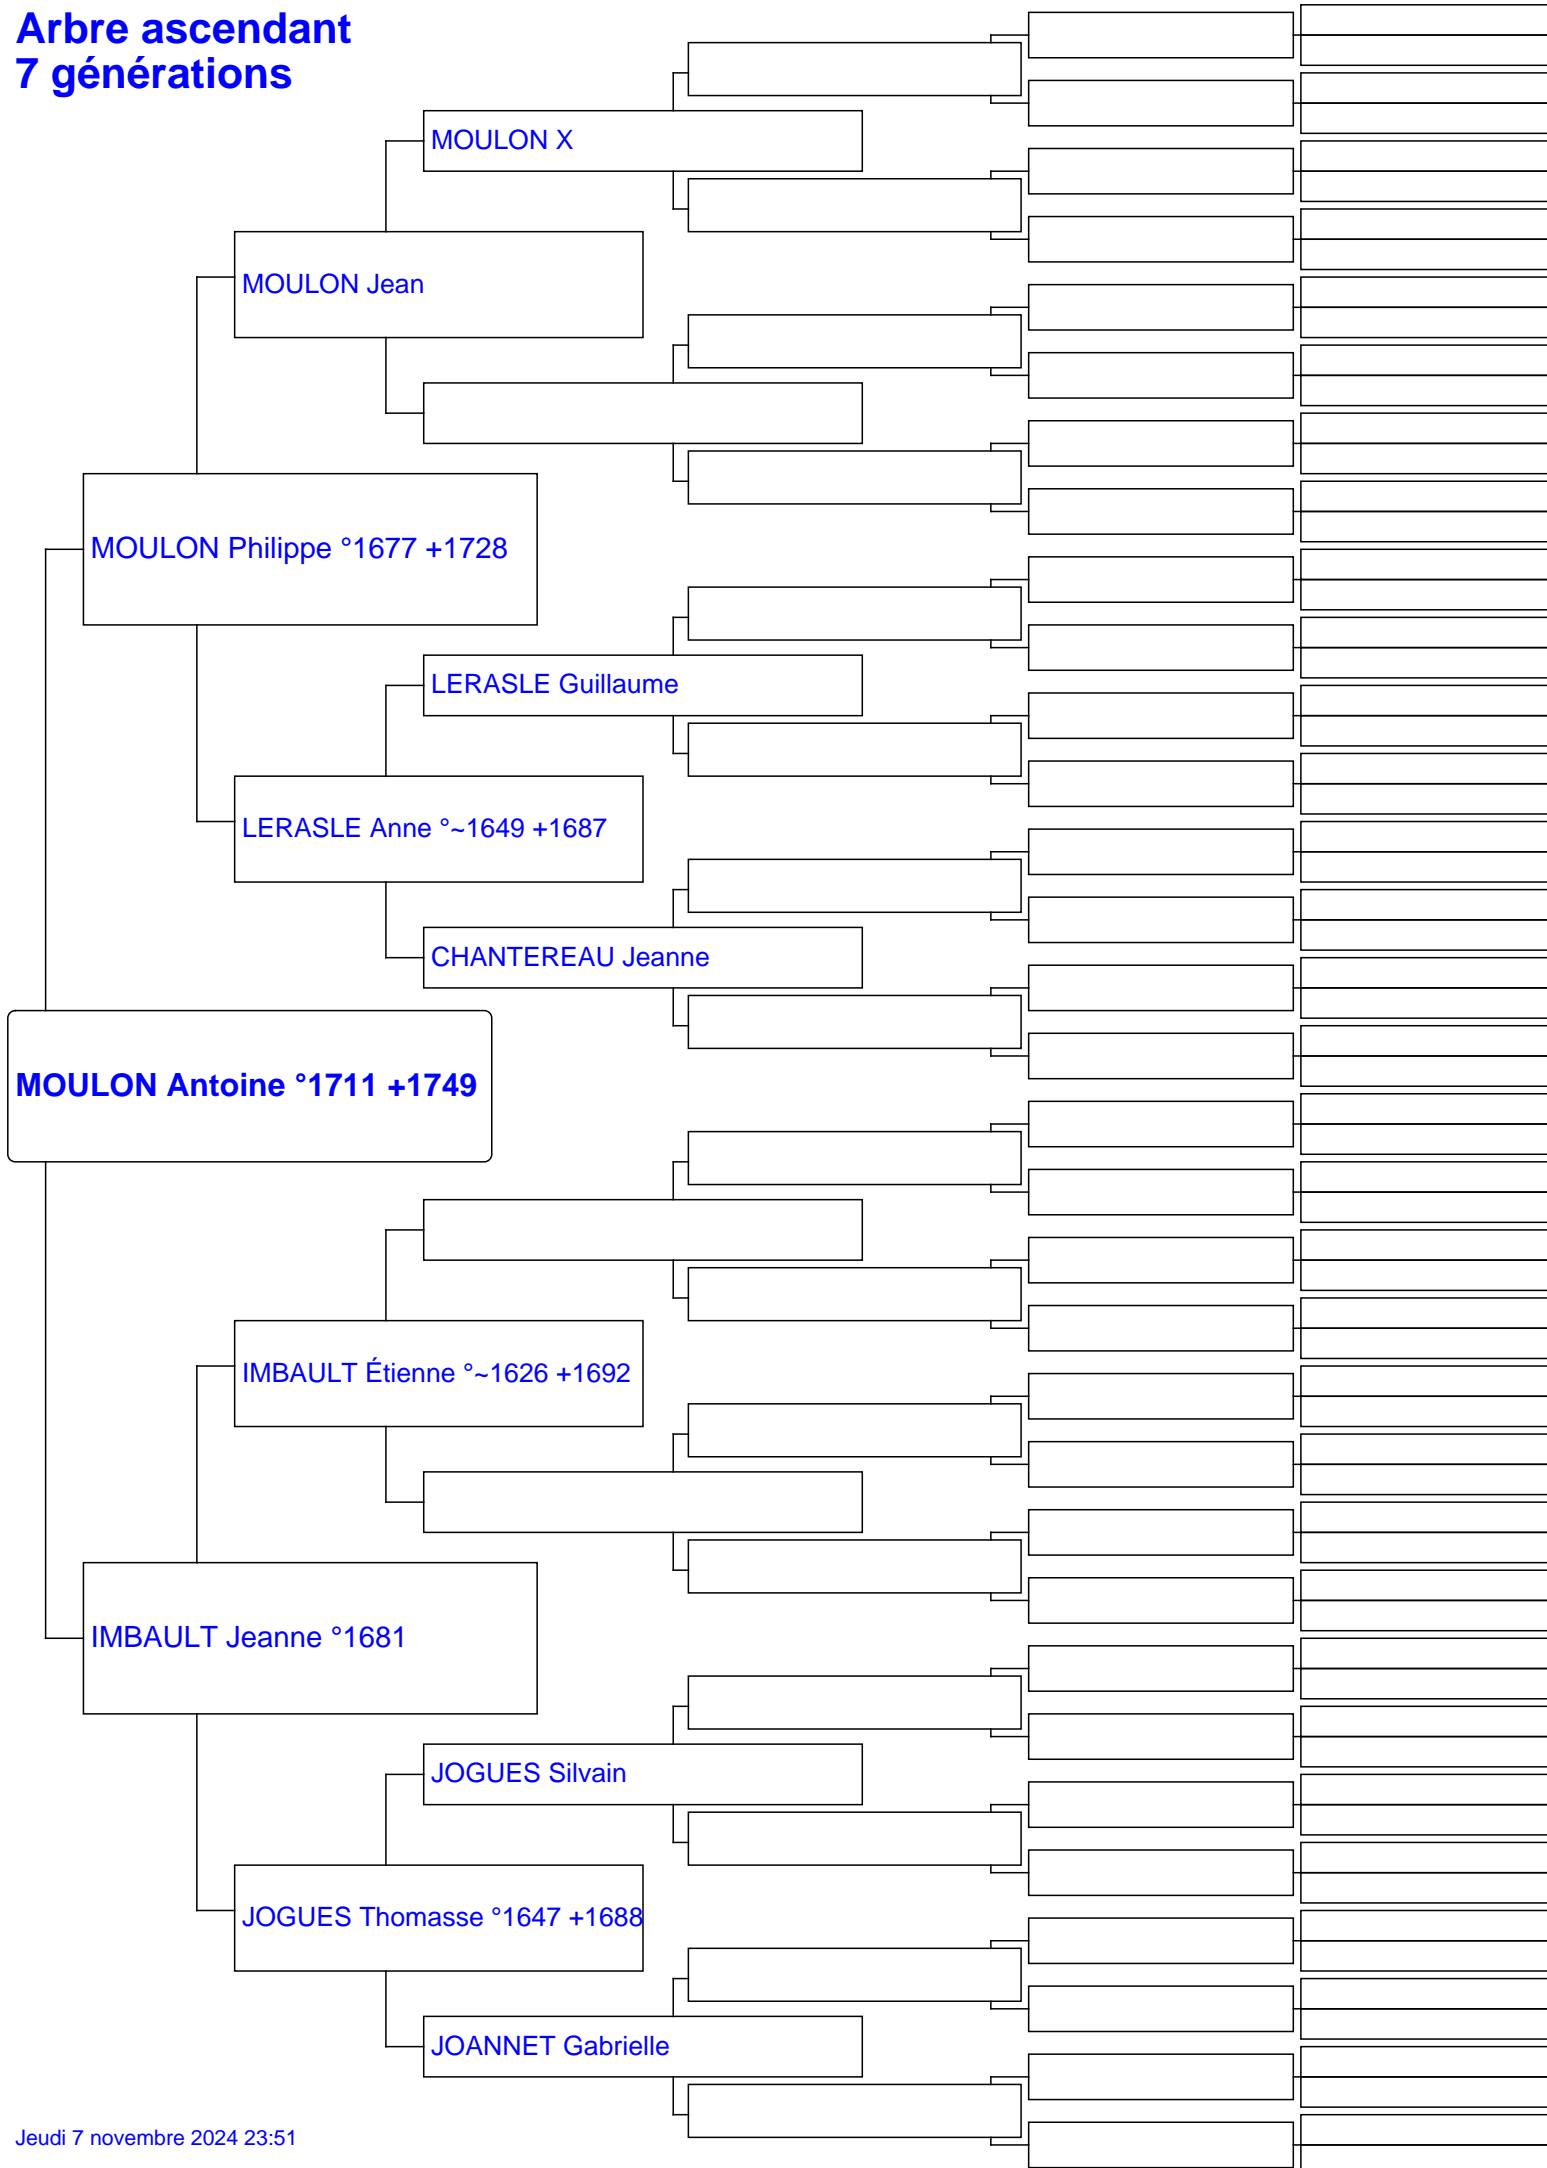 Arbre ascendant
7 générations
MOULON X
MOULON Jean
MOULON Philippe °1677 +1728
LERASLE Guillaume
LERASLE Anne °~1649 +1687
CHANTEREAU Jeanne
MOULON Antoine °1711 +1749
IMBAULT Étienne °~1626 +1692
IMBAULT Jeanne °1681
JOGUES Silvain
JOGUES Thomasse °1647 +1688
JOANNET Gabrielle
Jeudi 7 novembre 2024 23:51